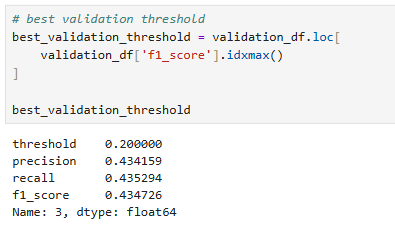 # best validation threshold
best_validation_threshold = validation_df.loc[
    validation_df['f1_score'].idxmax()
]
best_validation_threshold
threshold    0.200000
precision    0.434159
recall       0.435294
f1_score     0.434726
Name: 3, dtype: float64